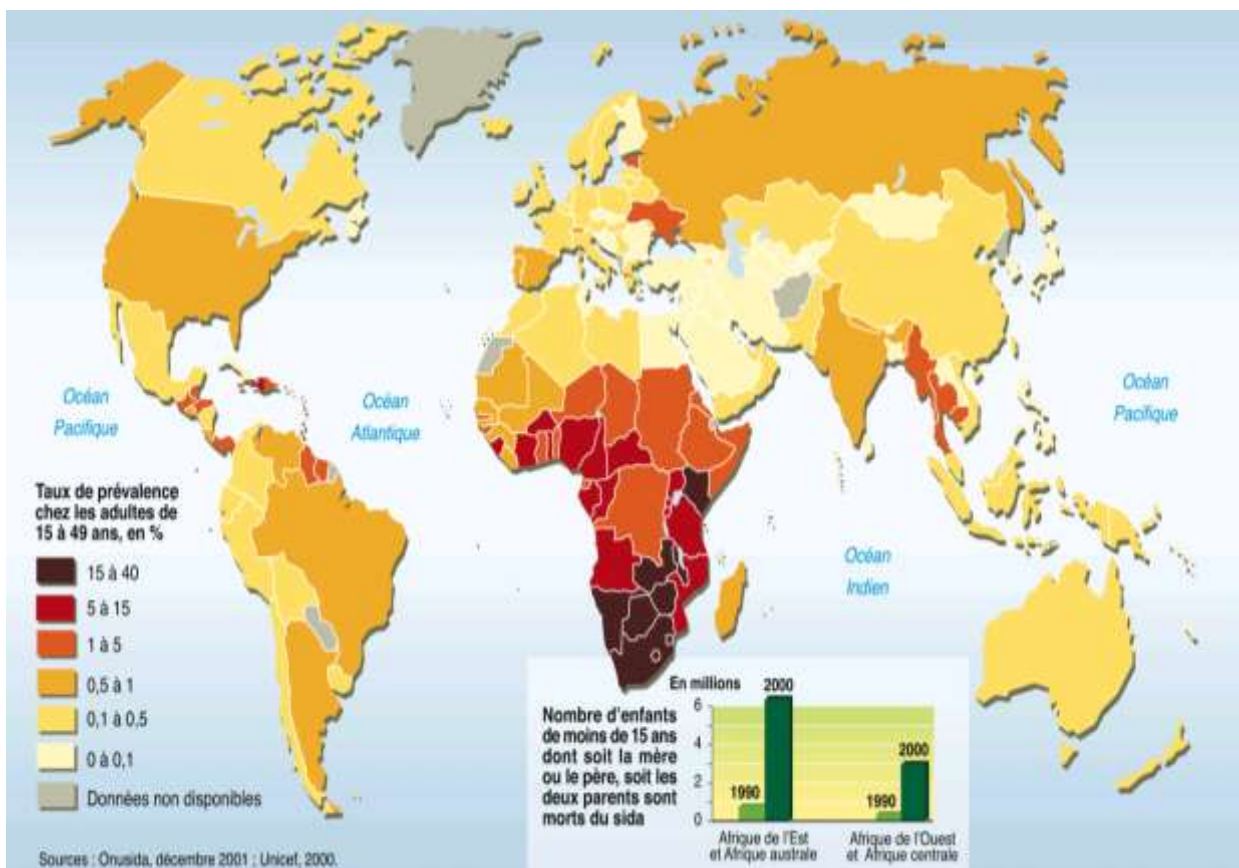 Océan
Pacifique
Océan
Atlantique
Océan
Pacifique
Océan
Indien
Taux de prévalence
chez les adultes de
15 à 49 ans, en %
15 à 40
5 à 15
1 à 5
0,5 à 1
0,1 à 0,5
0 à 0,1
Données non disponibles
Nombre d'enfants
de moins de 15 ans
dont soit la mère
ou le père, soit les
deux parents sont
morts du sida
En millions
6
4
2
0
1990
2000
1990
2000
Afrique de l'Est
et Afrique australe
Afrique de l'Ouest
et Afrique centrale
Sources : Onusida, décembre 2001 ; Unicef, 2000.